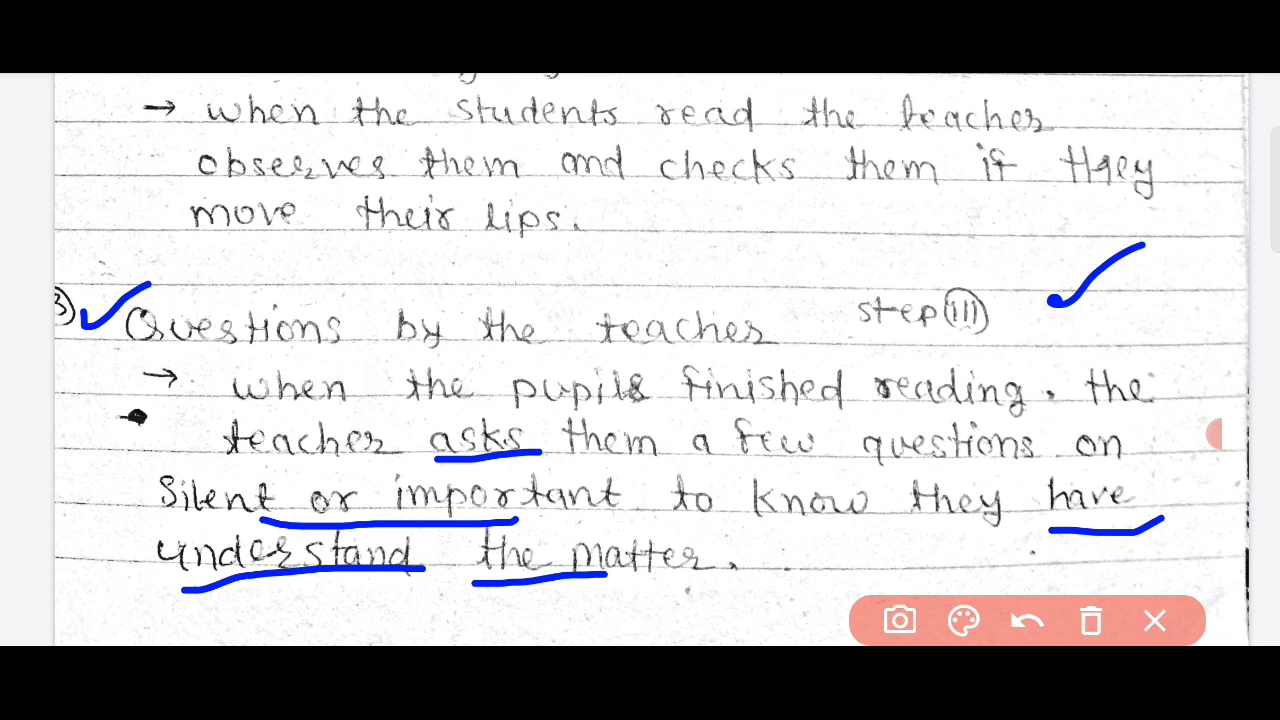 → when the students read the teacher
observes them and checks them if they
move their lips.
3 Questions by the teacher step III
→ when the pupils finished reading, the
teacher asks them a few questions on
Silent or important to know they have
understand the matter.